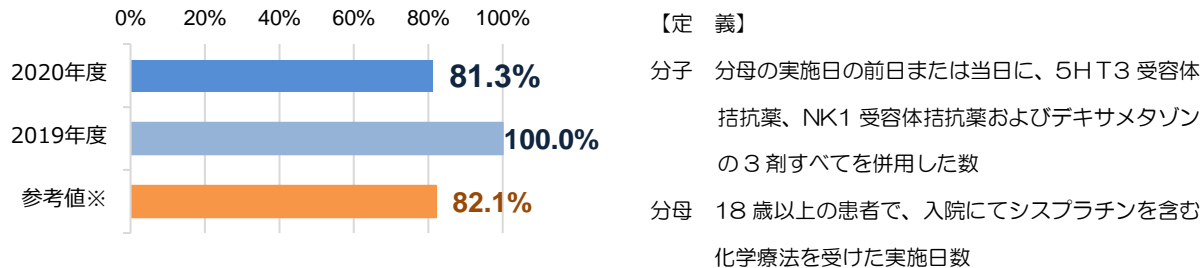 0% 20% 40% 60% 80% 100%
2020年度 81.3%
2019年度 100.0%
参考値※ 82.1%
【定　義】
分子　分母の実施日の前日または当日に、5HT3 受容体
拮抗薬、NK1 受容体拮抗薬およびデキサメタゾン
の 3 剤すべてを併用した数
分母　18 歳以上の患者で、入院にてシスプラチンを含む
化学療法を受けた実施日数